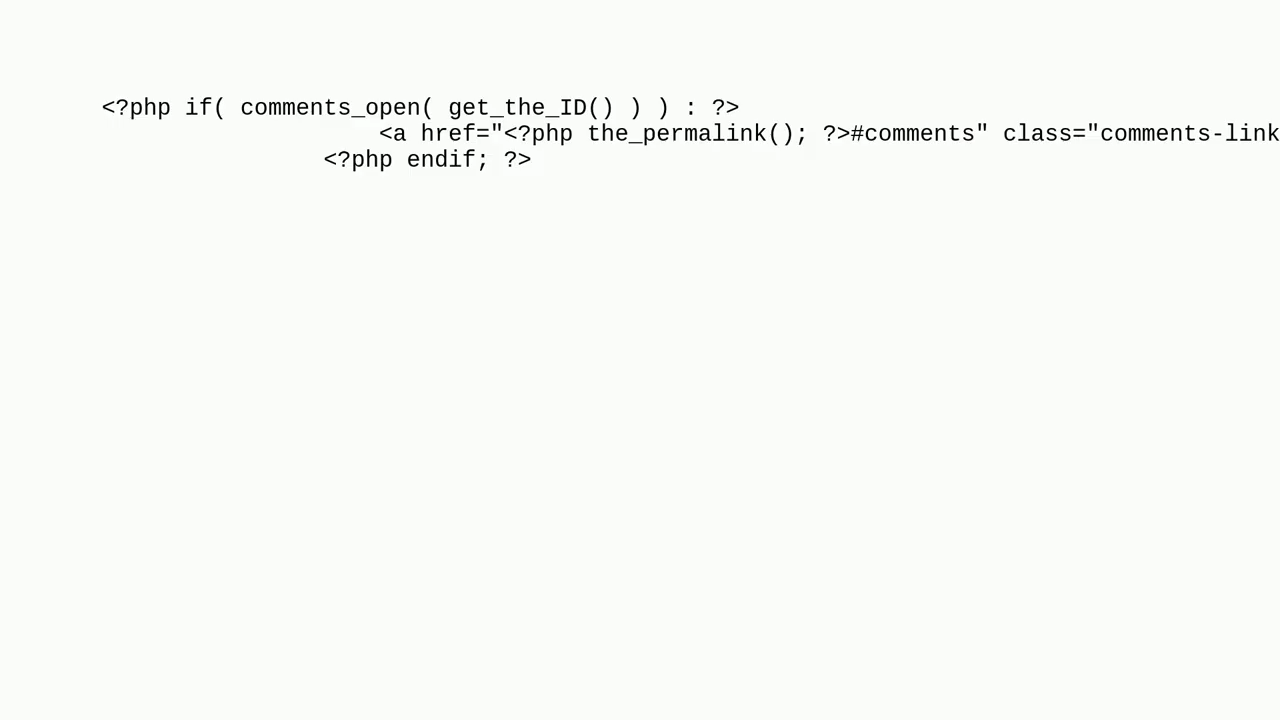 <?php if( comments_open( get_the_ID() ) ) : ?>
<a href="<?php the_permalink(); ?>#comments" class="comments-link
<?php endif; ?>